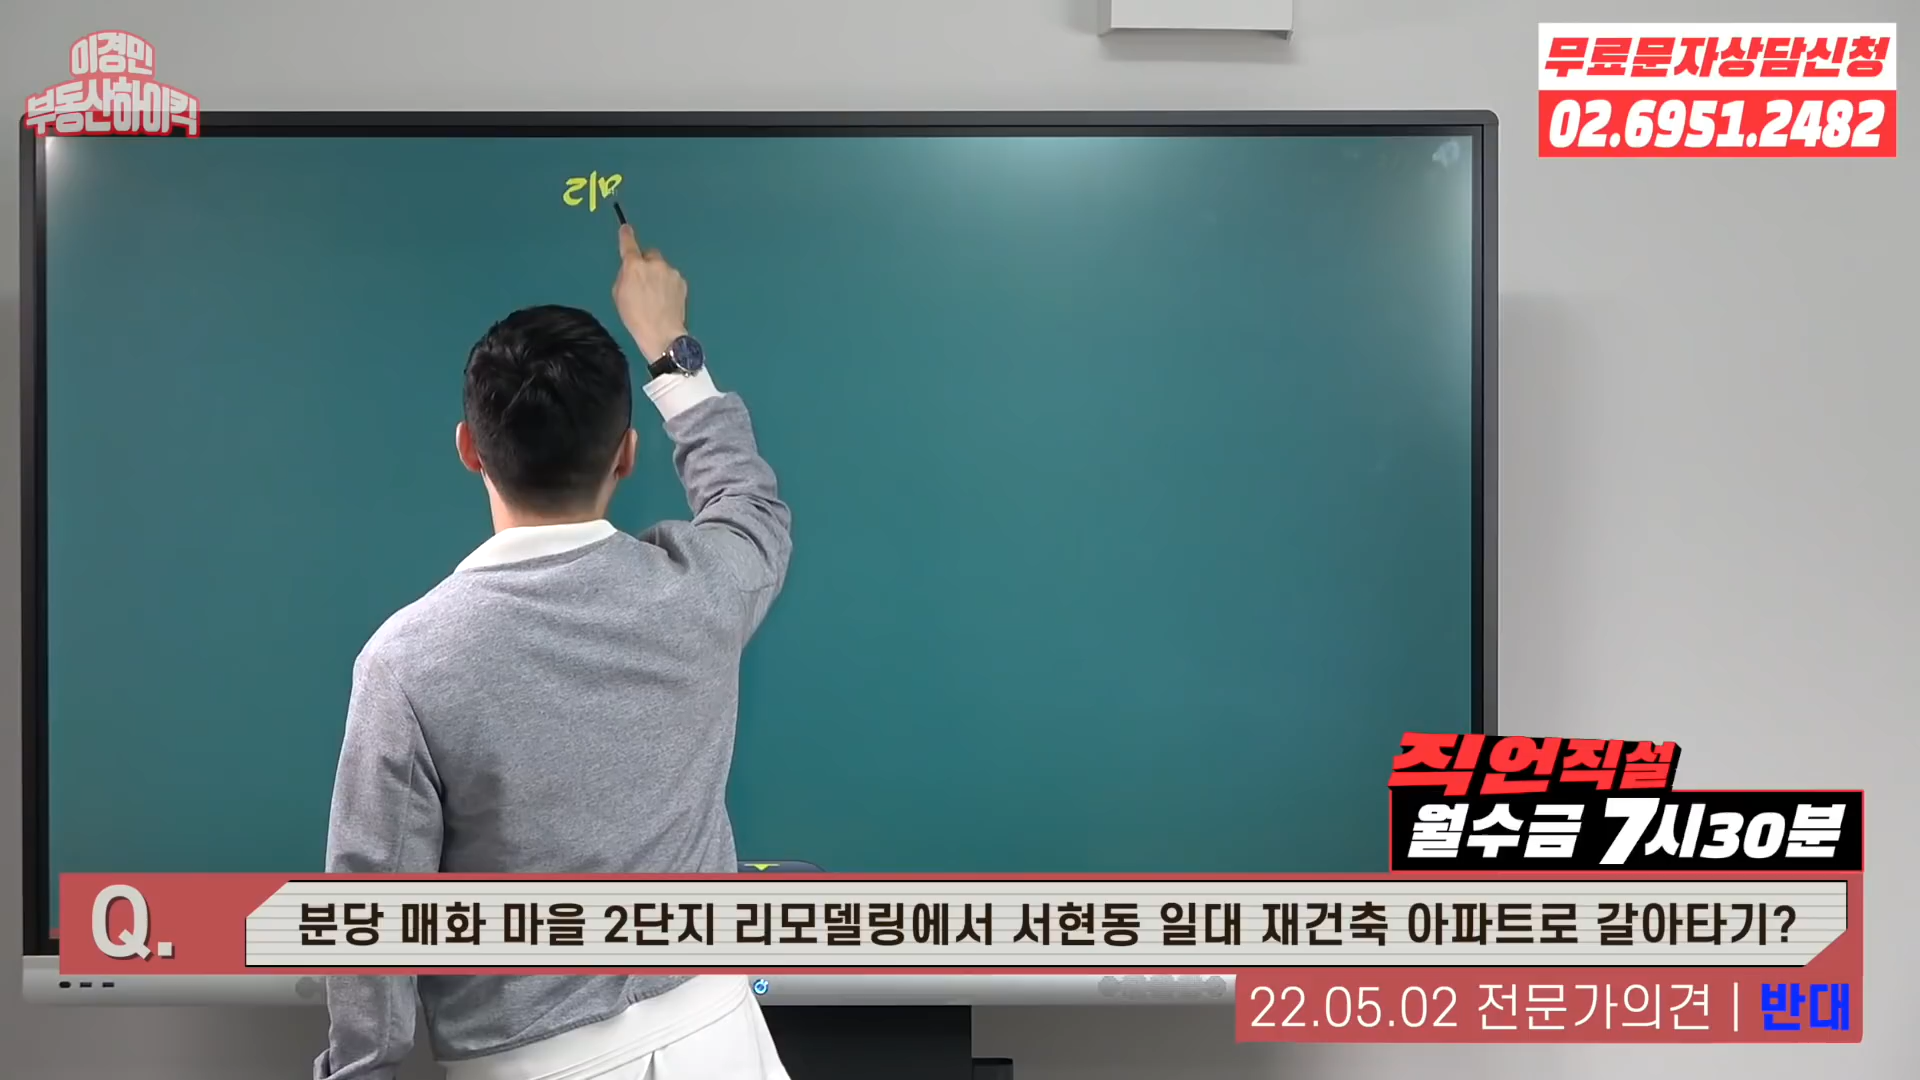 이경민
부동산하이킥
무료문자상담신청
02.6951.2482
직언직설
월수금 7시30분
Q.
분당 매화 마을 2단지 리모델링에서 서현동 일대 재건축 아파트로 갈아타기?
22.05.02 전문가의견 | 반대